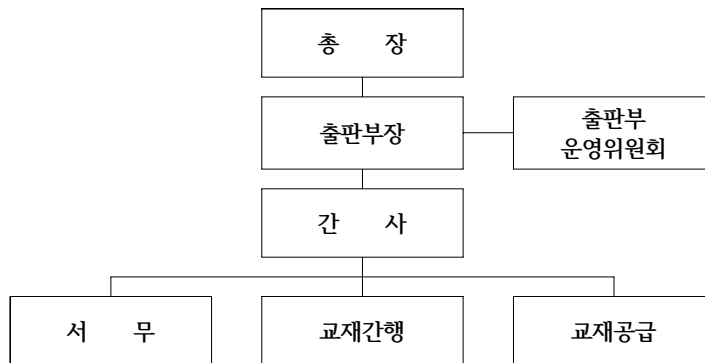 총 장
출판부장
출판부
운영위원회
간 사
서 무
교재간행
교재공급